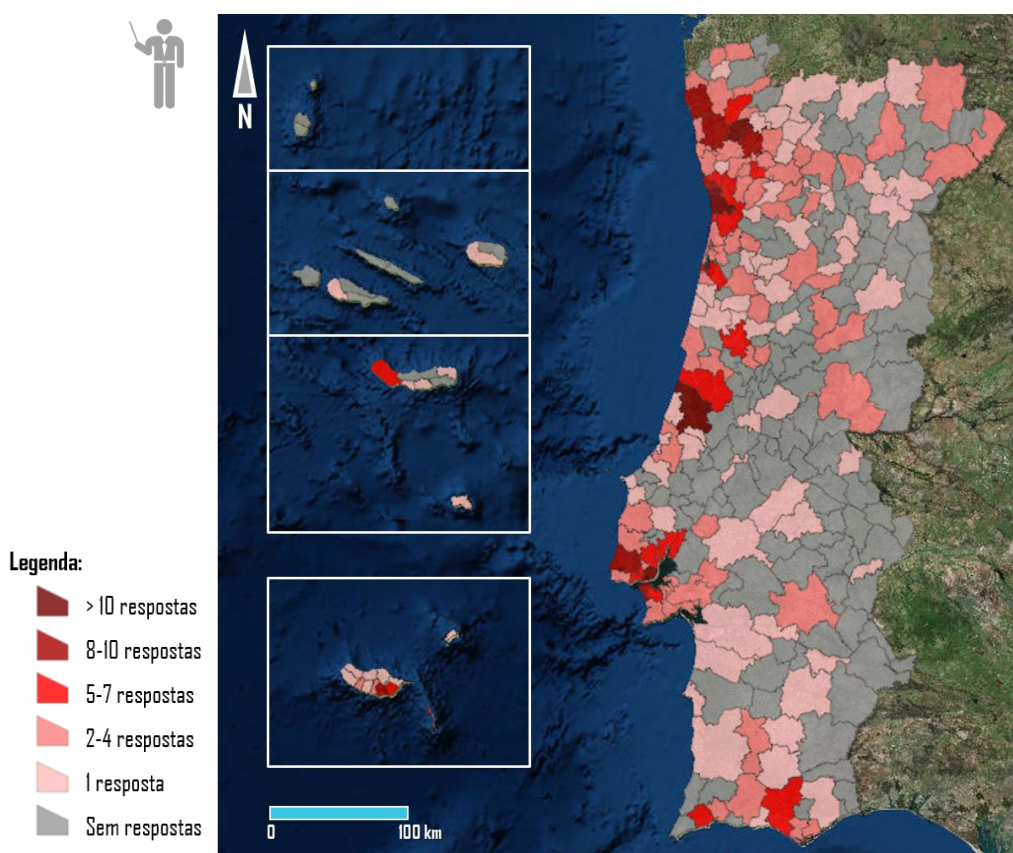 N
Legenda:
> 10 respostas
8-10 respostas
5-7 respostas
2-4 respostas
1 resposta
Sem respostas
0 100 km